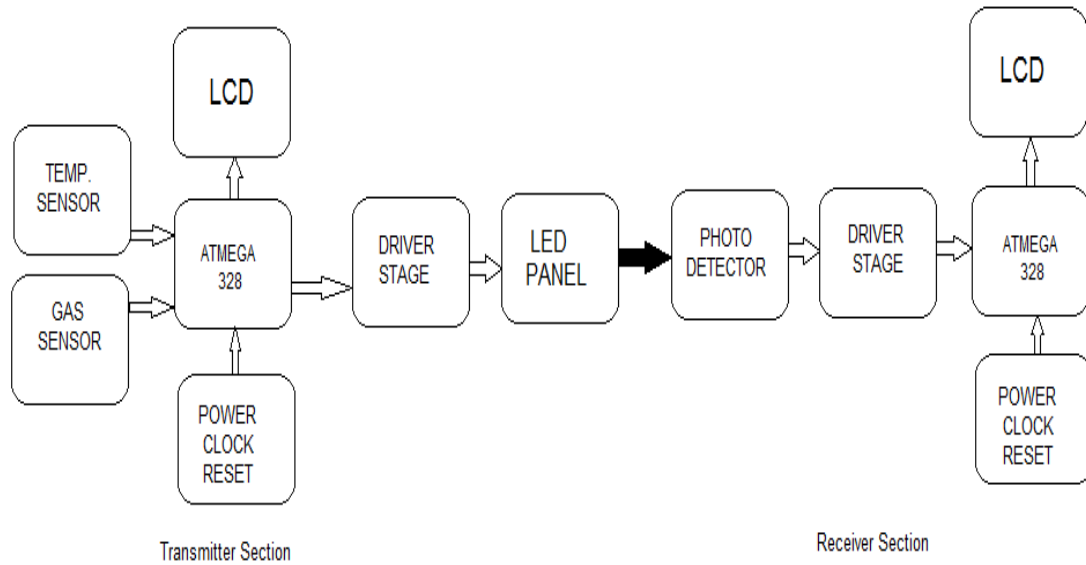 LCD
LCD
TEMP.
SENSOR
GAS
SENSOR
ATMEGA
328
POWER
CLOCK
RESET
DRIVER
STAGE
LED
PANEL
PHOTO
DETECTOR
DRIVER
STAGE
ATMEGA
328
POWER
CLOCK
RESET
Transmitter Section
Receiver Section